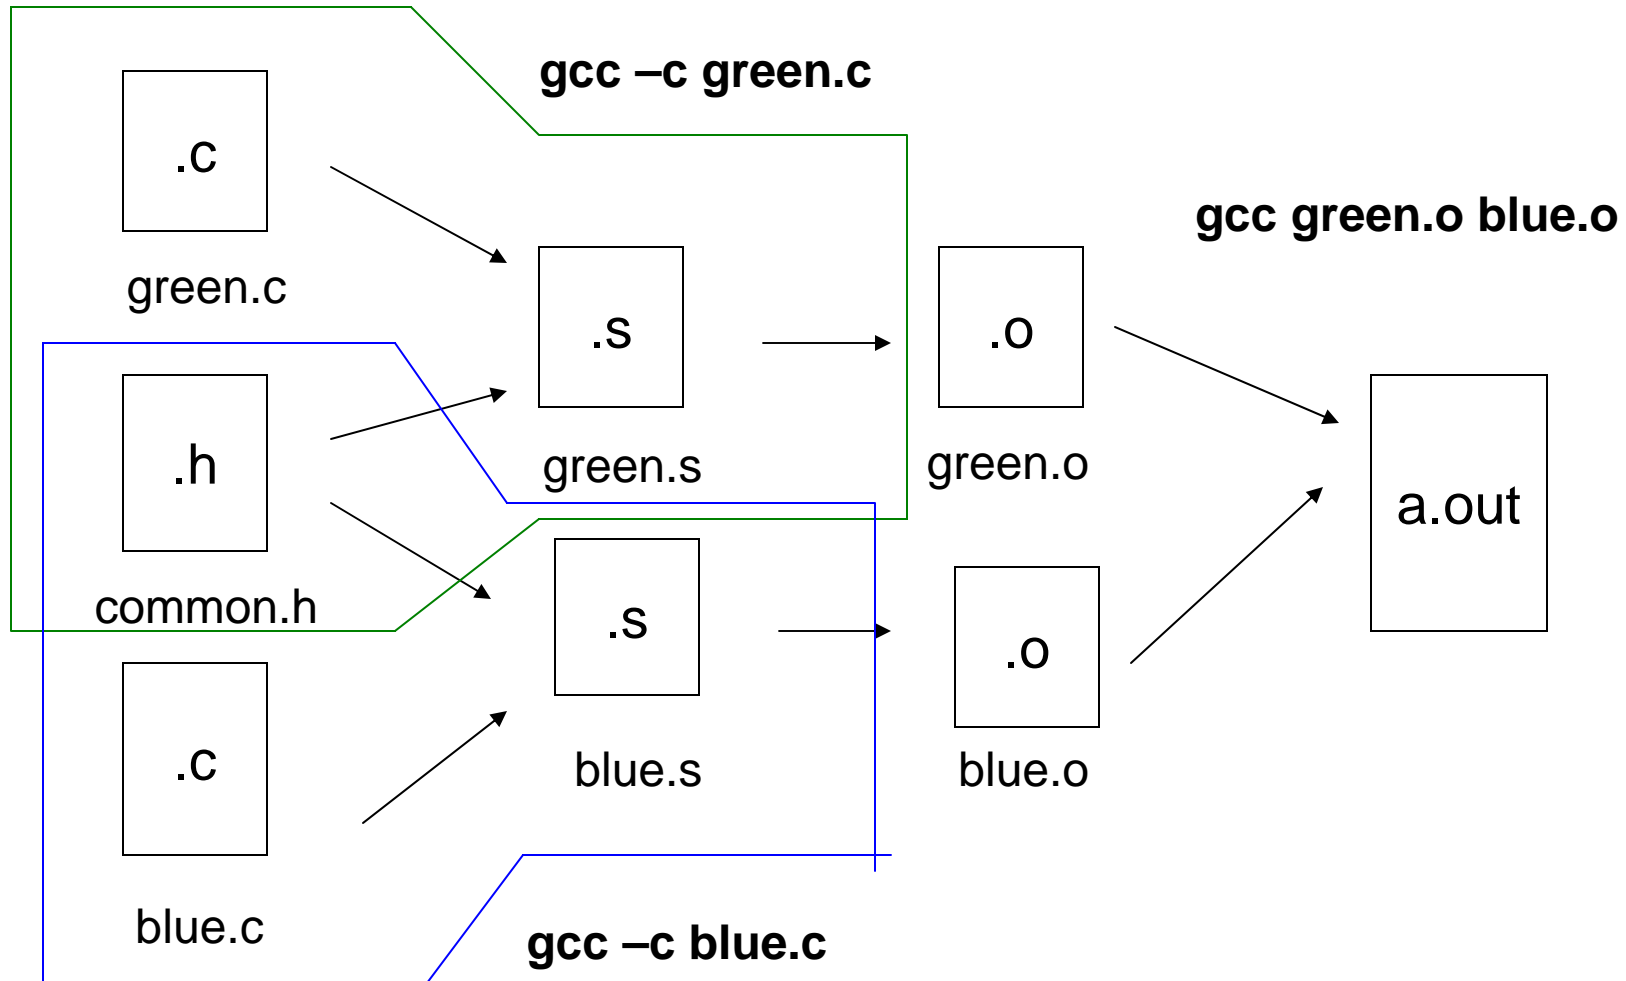 gcc –c green.c
.c
green.c
gcc green.o blue.o
.s
green.s
.o
green.o
.h
common.h
a.out
.s
blue.s
.o
blue.o
.c
blue.c
gcc –c blue.c